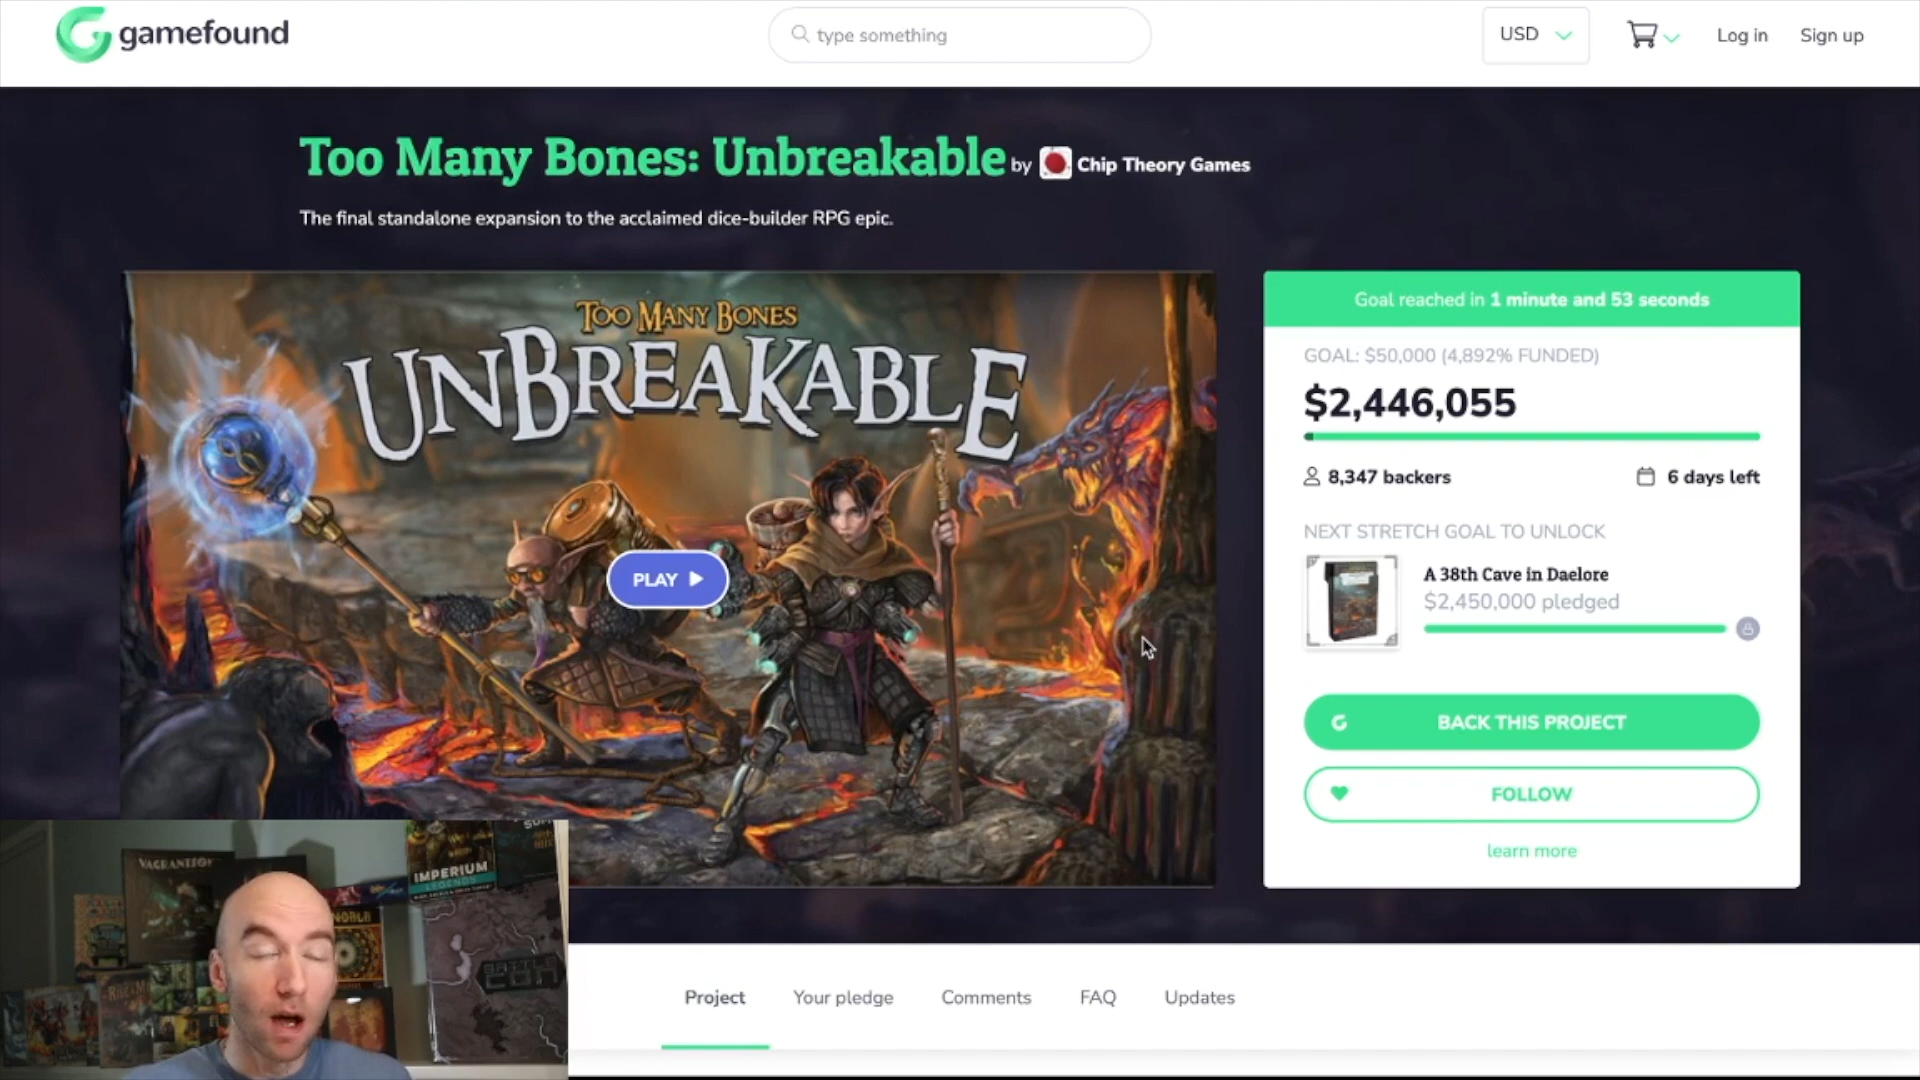 gamefound
type something
USD
Log in
Sign up
Too Many Bones: Unbreakable by Chip Theory Games
The final standalone expansion to the acclaimed dice-builder RPG epic.
TOO MANY BONES
UNBREAKABLE
PLAY
Goal reached in 1 minute and 53 seconds
GOAL: $50,000 (4,892% FUNDED)
$2,446,055
8,347 backers
6 days left
NEXT STRETCH GOAL TO UNLOCK
A 38th Cave in Daelore
$2,450,000 pledged
BACK THIS PROJECT
FOLLOW
learn more
VAGRANTSONG
IMPERIUM
LEGENDS
BATTLE
CON
Project
Your pledge
Comments
FAQ
Updates